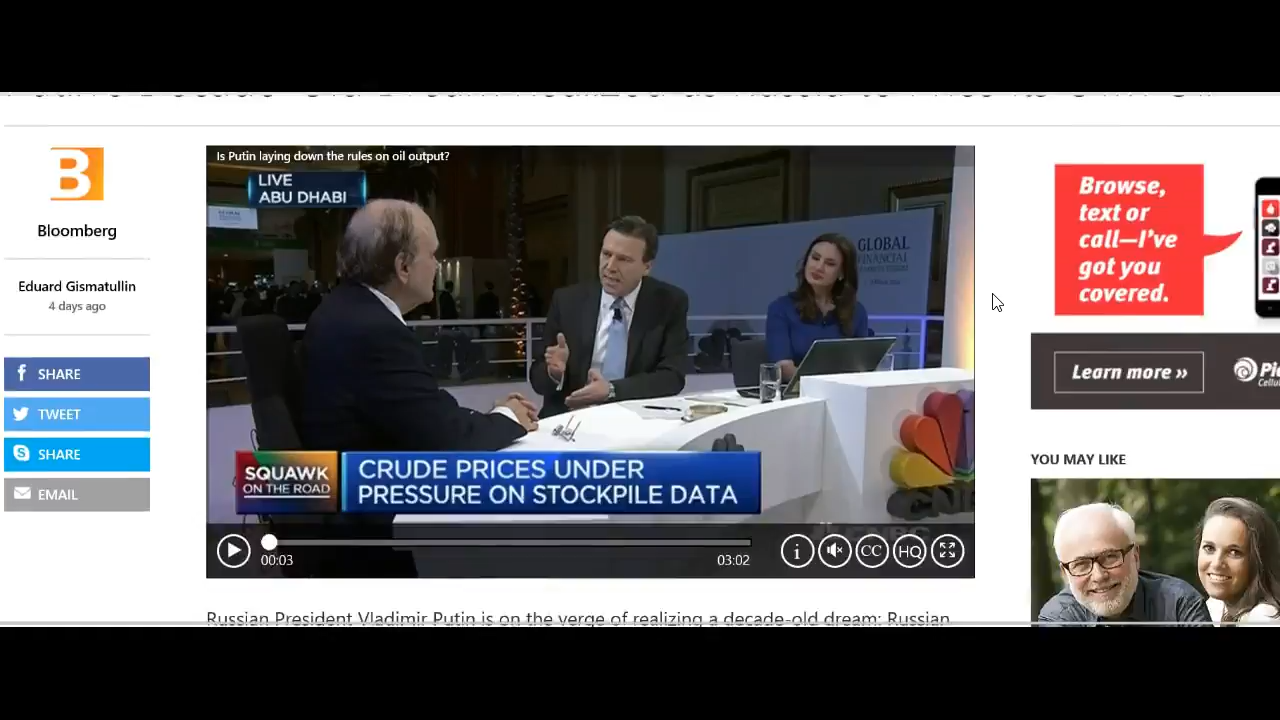 B
Bloomberg
Eduard Gismatullin
4 days ago
f SHARE
TWEET
SHARE
EMAIL
Is Putin laying down the rules on oil output?
LIVE
ABU DHABI
GLOBAL
FINANCIAL
SQUAWK
ON THE ROAD
CRUDE PRICES UNDER
PRESSURE ON STOCKPILE DATA
00:03
03:02
i
CC
HQ
Russian President Vladimir Putin is on the verge of realizing a decade-old dream: Russian
Browse,
text or
call—I've
got you
covered.
Learn more »
YOU MAY LIKE